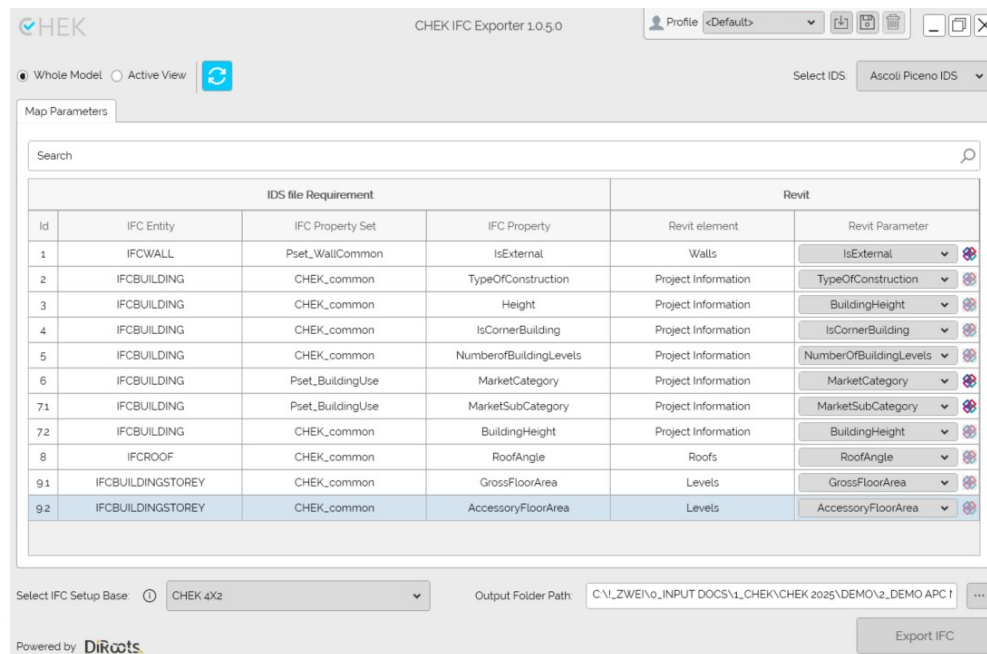 CHEK CHEK IFC Exporter 1.0.5.0 Profile <Default>
Whole Model Active View Select IDS: Ascoli Piceno IDS
Map Parameters
Search
IDS file Requirement Revit
Id IFC Entity IFC Property Set IFC Property Revit element Revit Parameter
1 IFCWALL Pset_WallCommon IsExternal Walls IsExternal
2 IFCBUILDING CHEK_common TypeOfConstruction Project Information TypeOfConstruction
3 IFCBUILDING CHEK_common Height Project Information BuildingHeight
4 IFCBUILDING CHEK_common IsCornerBuilding Project Information IsCornerBuilding
5 IFCBUILDING CHEK_common NumberofBuildingLevels Project Information NumberOfBuildingLevels
6 IFCBUILDING Pset_BuildingUse MarketCategory Project Information MarketCategory
7.1 IFCBUILDING Pset_BuildingUse MarketSubCategory Project Information MarketSubCategory
7.2 IFCBUILDING CHEK_common BuildingHeight Project Information BuildingHeight
8 IFCROOF CHEK_common RoofAngle Roofs RoofAngle
9.1 IFCBUILDINGSTOREY CHEK_common GrossFloorArea Levels GrossFloorArea
9.2 IFCBUILDINGSTOREY CHEK_common AccessoryFloorArea Levels AccessoryFloorArea
Select IFC Setup Base: CHEK 4X2 Output Folder Path: C:\!_ZWEI\0_INPUT DOCS\1_CHEK\CHEK 2025\DEMO\2_DEMO APC ...
Export IFC
Powered by DiRoots.